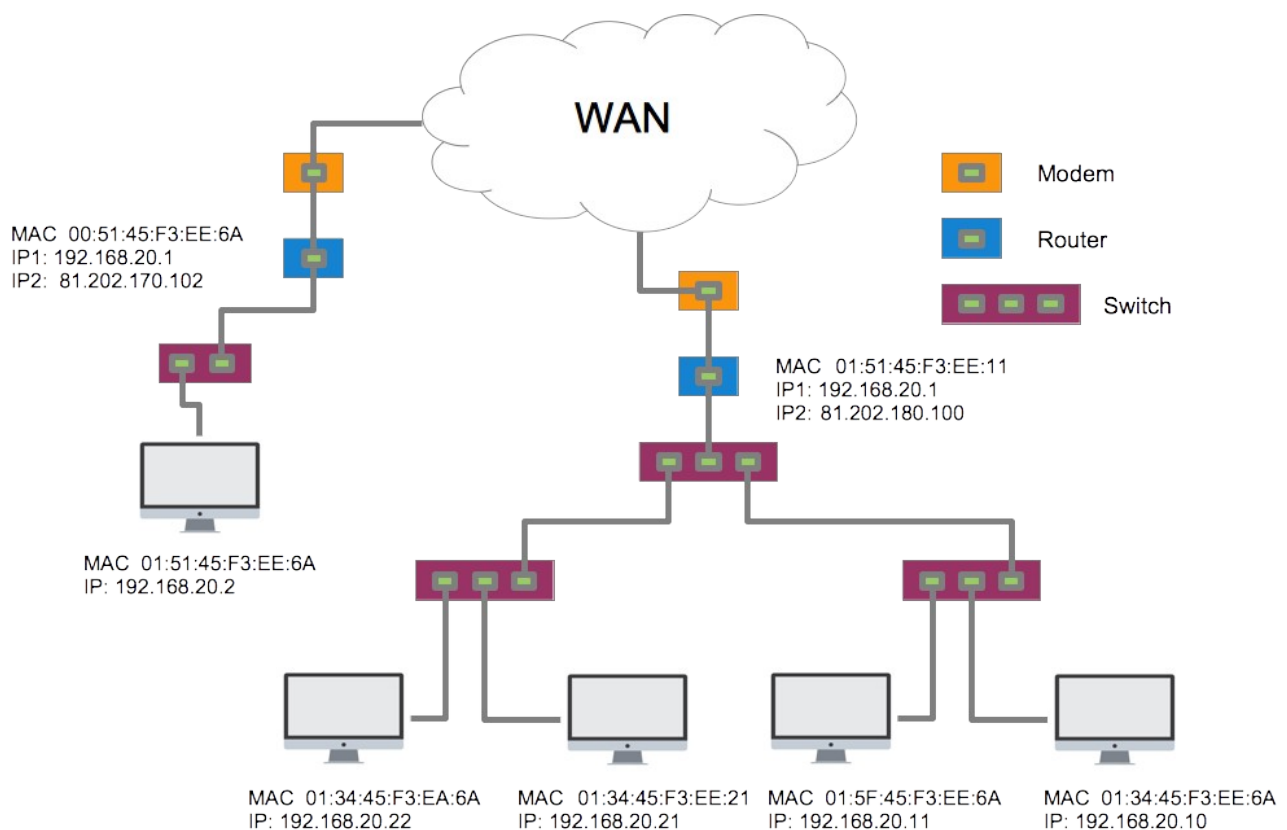 WAN
Modem
MAC 00:51:45:F3:EE:6A
IP1: 192.168.20.1
IP2: 81.202.170.102
Router
Switch
MAC 01:51:45:F3:EE:11
IP1: 192.168.20.1
IP2: 81.202.180.100
MAC 01:51:45:F3:EE:6A
IP: 192.168.20.2
MAC 01:34:45:F3:EA:6A
IP: 192.168.20.22
MAC 01:34:45:F3:EE:21
IP: 192.168.20.21
MAC 01:5F:45:F3:EE:6A
IP: 192.168.20.11
MAC 01:34:45:F3:EE:6A
IP: 192.168.20.10